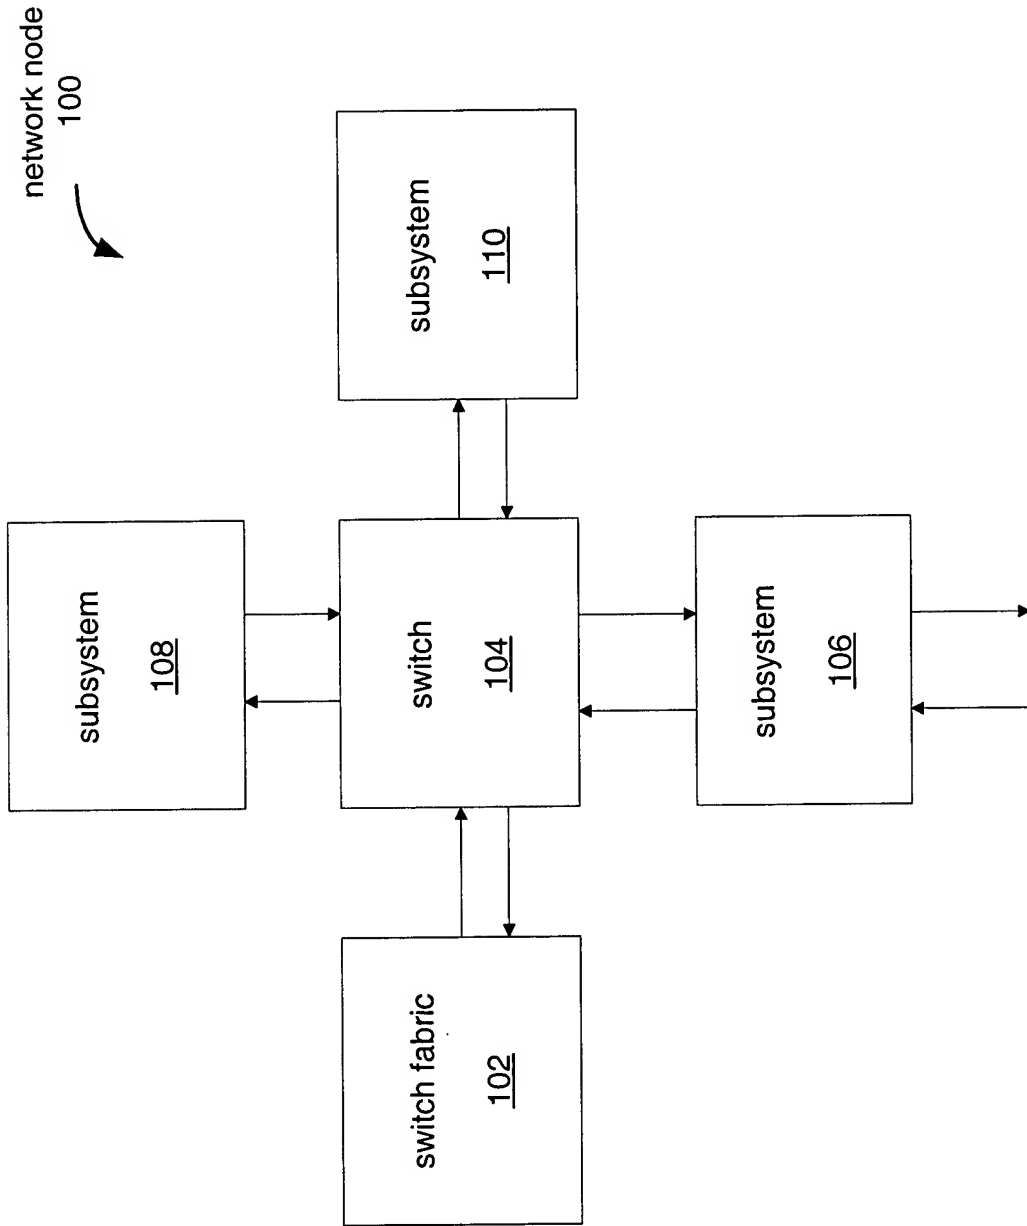 network node
100
subsystem
108
subsystem
110
switch
104
switch fabric
102
subsystem
106